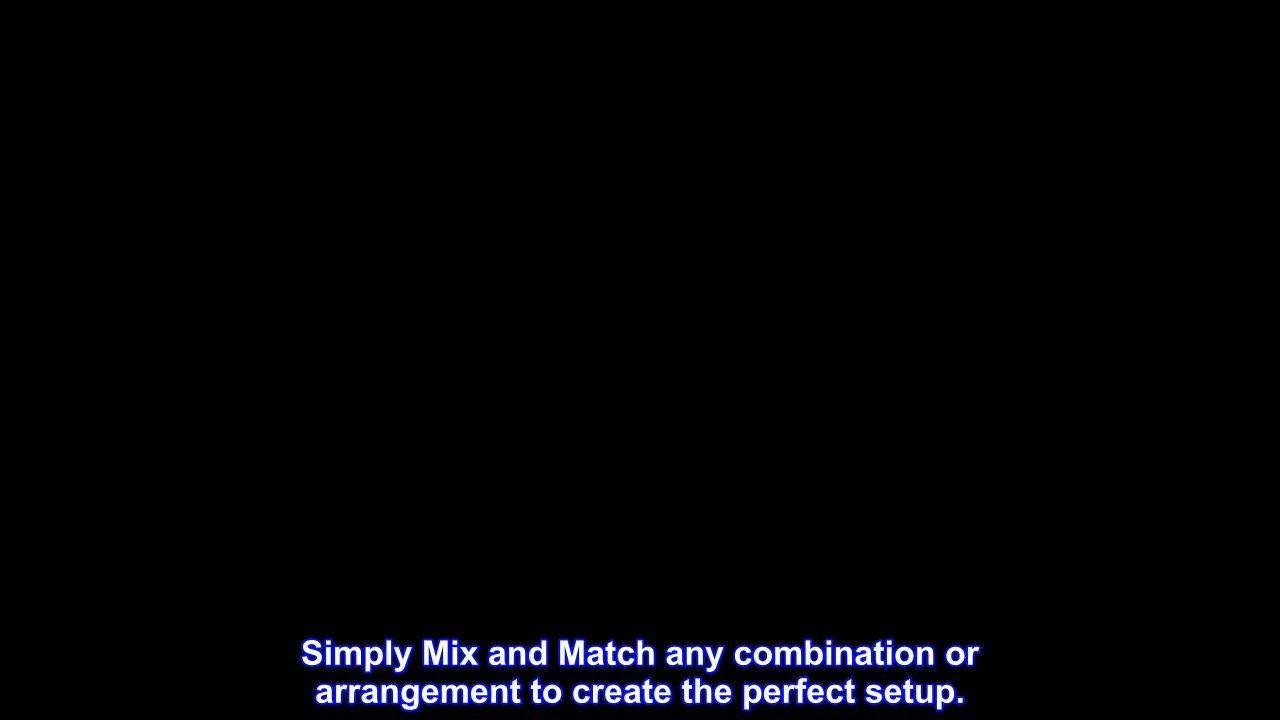 Simply Mix and Match any combination or
arrangement to create the perfect setup.